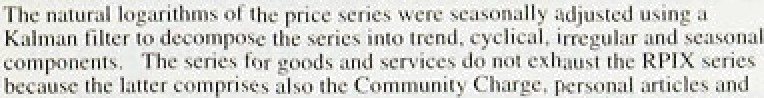 The natural logarithms of the price series were seasonally adjusted using a
Kalman filter to decompose the series into trend, cyclical, irregular and seasonal
components. The series for goods and services do not exhaust the RPIX series
because the latter comprises also the Community Charge, personal articles and